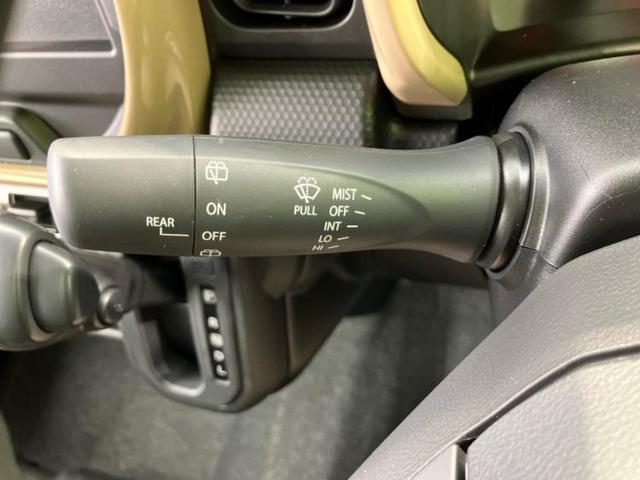 REAR
ON
OFF
PULL
MIST
OFF
INT
LO
HI